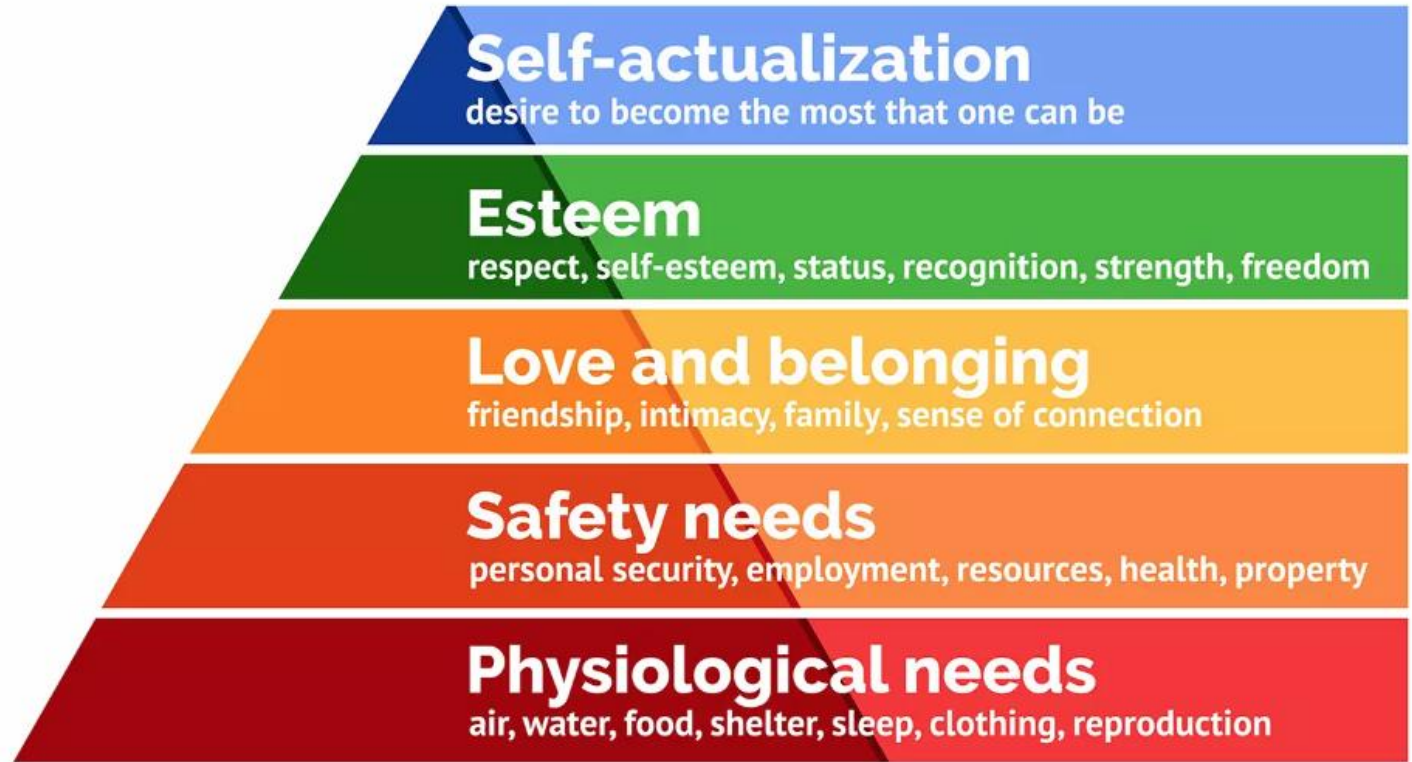 Self-actualization
desire to become the most that one can be
Esteem
respect, self-esteem, status, recognition, strength, freedom
Love and belonging
friendship, intimacy, family, sense of connection
Safety needs
personal security, employment, resources, health, property
Physiological needs
air, water, food, shelter, sleep, clothing, reproduction